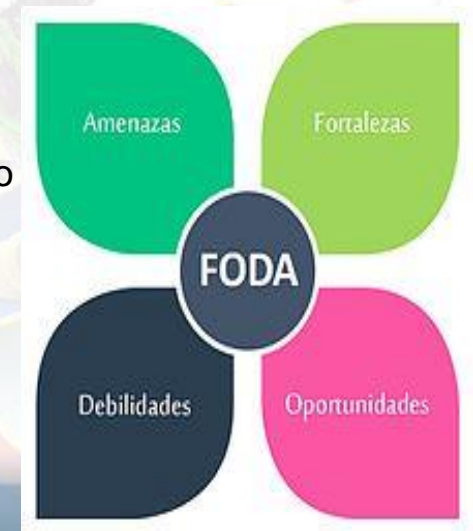 Amenazas
Fortalezas
o
FODA
Debilidades
Oportunidades